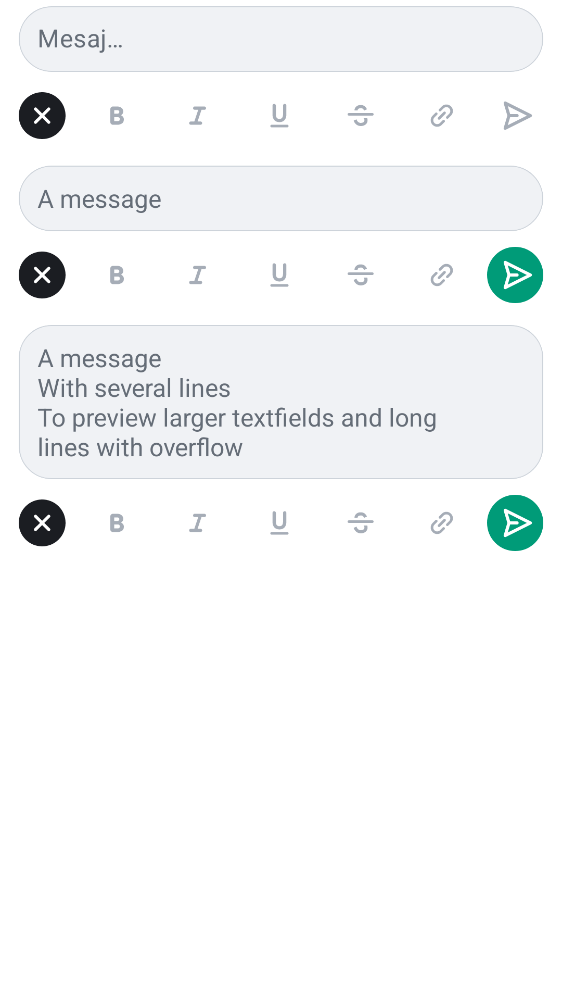 Mesaj…
A message
A message
With several lines
To preview larger textfields and long
lines with overflow